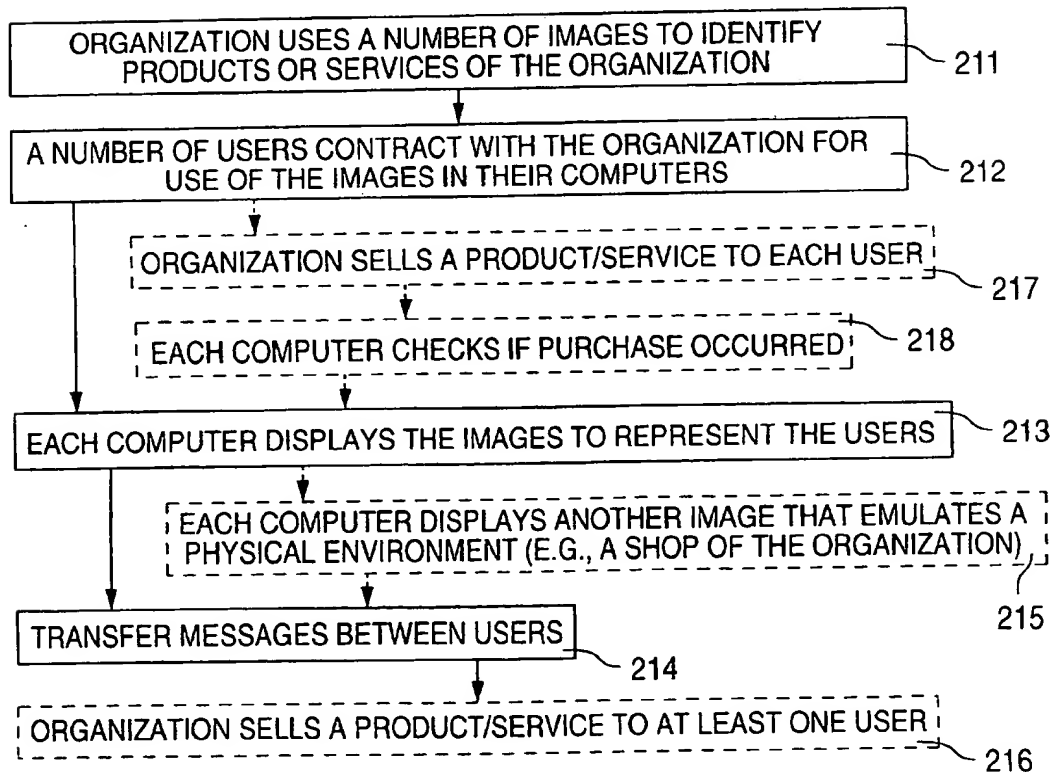 ORGANIZATION USES A NUMBER OF IMAGES TO IDENTIFY
PRODUCTS OR SERVICES OF THE ORGANIZATION
211
A NUMBER OF USERS CONTRACT WITH THE ORGANIZATION FOR
USE OF THE IMAGES IN THEIR COMPUTERS
212
ORGANIZATION SELLS A PRODUCT/SERVICE TO EACH USER
217
EACH COMPUTER CHECKS IF PURCHASE OCCURRED
218
EACH COMPUTER DISPLAYS THE IMAGES TO REPRESENT THE USERS
213
EACH COMPUTER DISPLAYS ANOTHER IMAGE THAT EMULATES A
PHYSICAL ENVIRONMENT (E.G., A SHOP OF THE ORGANIZATION)
215
TRANSFER MESSAGES BETWEEN USERS
214
ORGANIZATION SELLS A PRODUCT/SERVICE TO AT LEAST ONE USER
216